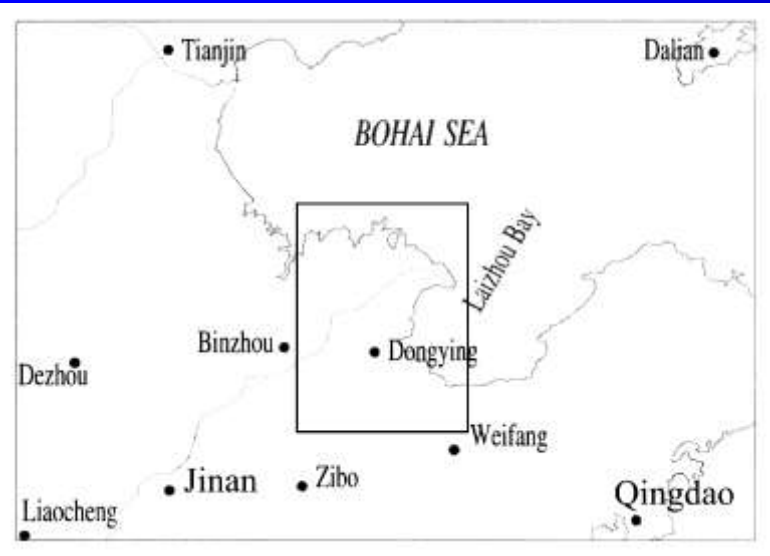 Tianjin
Dalian
BOHAI SEA
Laizhou Bay
Binzhou
Dongying
Dezhou
Weifang
Jinan
Zibo
Qingdao
Liaocheng